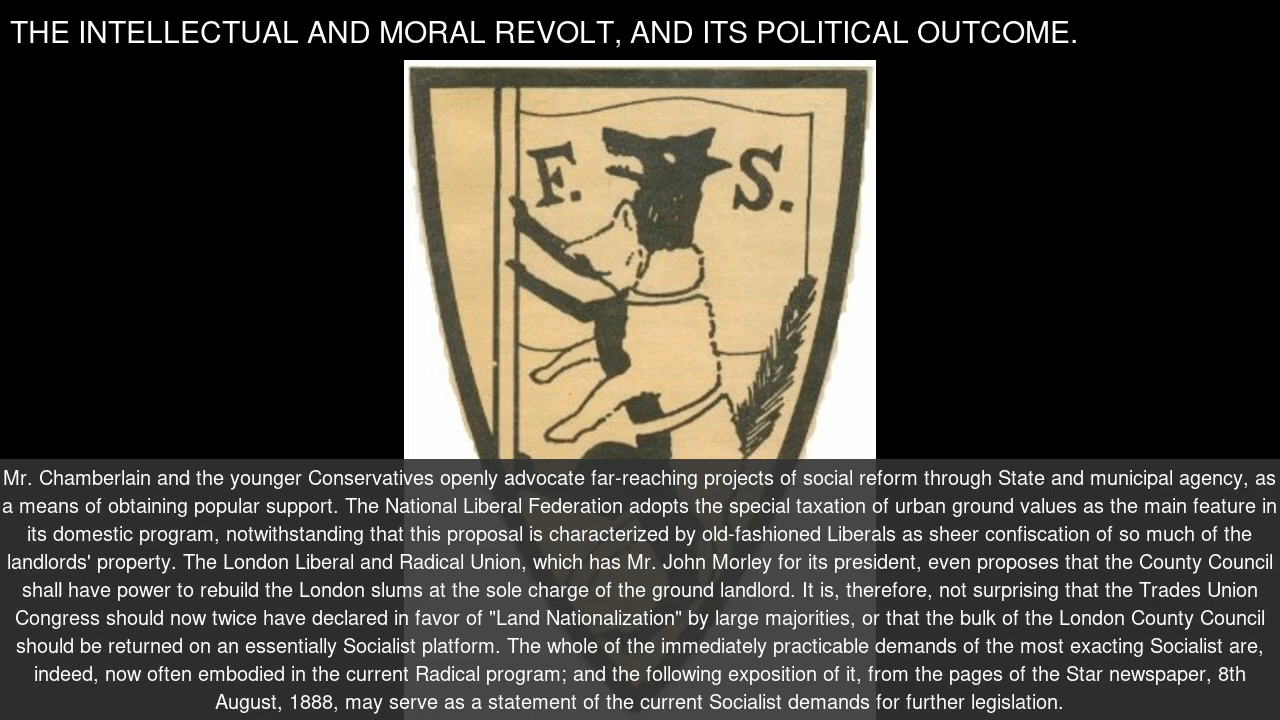 THE INTELLECTUAL AND MORAL REVOLT, AND ITS POLITICAL OUTCOME.
F. S.
Mr. Chamberlain and the younger Conservatives openly advocate far-reaching projects of social reform through State and municipal agency, as
a means of obtaining popular support. The National Liberal Federation adopts the special taxation of urban ground values as the main feature in
its domestic program, notwithstanding that this proposal is characterized by old-fashioned Liberals as sheer confiscation of so much of the
landlords' property. The London Liberal and Radical Union, which has Mr. John Morley for its president, even proposes that the County Council
shall have power to rebuild the London slums at the sole charge of the ground landlord. It is, therefore, not surprising that the Trades Union
Congress should now twice have declared in favor of "Land Nationalization" by large majorities, or that the bulk of the London County Council
should be returned on an essentially Socialist platform. The whole of the immediately practicable demands of the most exacting Socialist are,
indeed, now often embodied in the current Radical program; and the following exposition of it, from the pages of the Star newspaper, 8th
August, 1888, may serve as a statement of the current Socialist demands for further legislation.